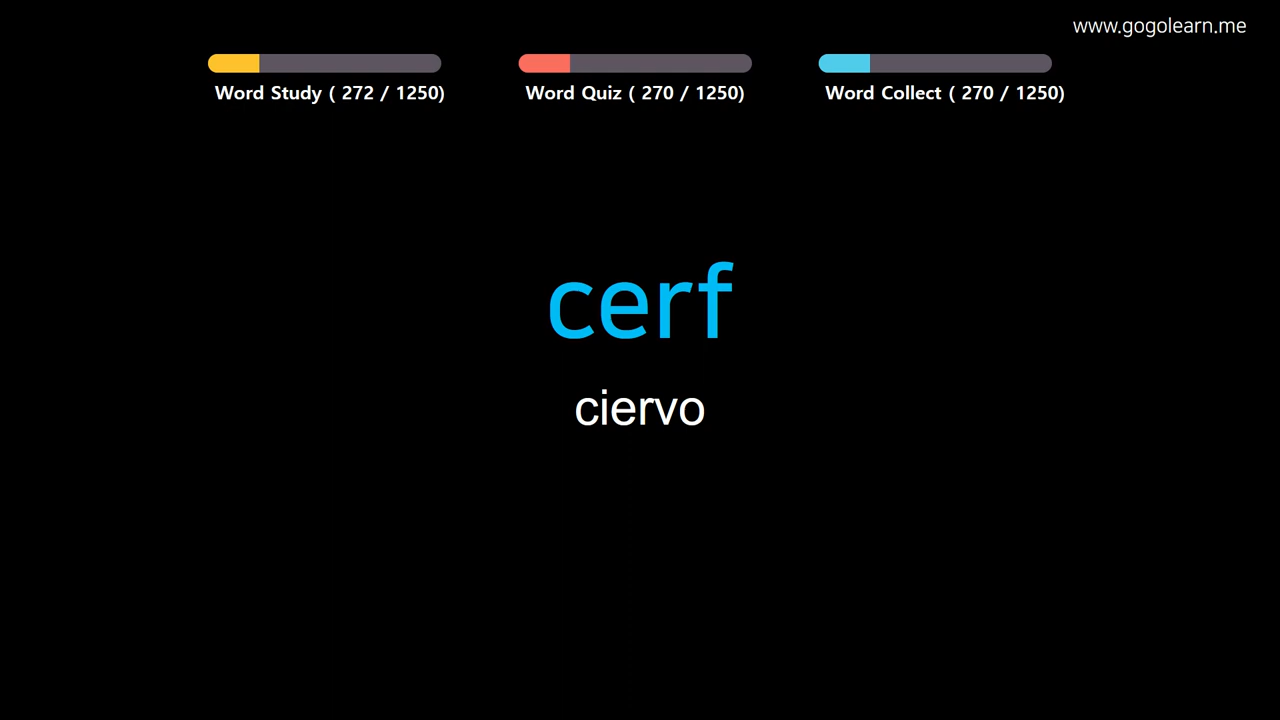 www.gogolearn.me
Word Study ( 272 / 1250)
Word Quiz ( 270 / 1250)
Word Collect ( 270 / 1250)
cerf
ciervo